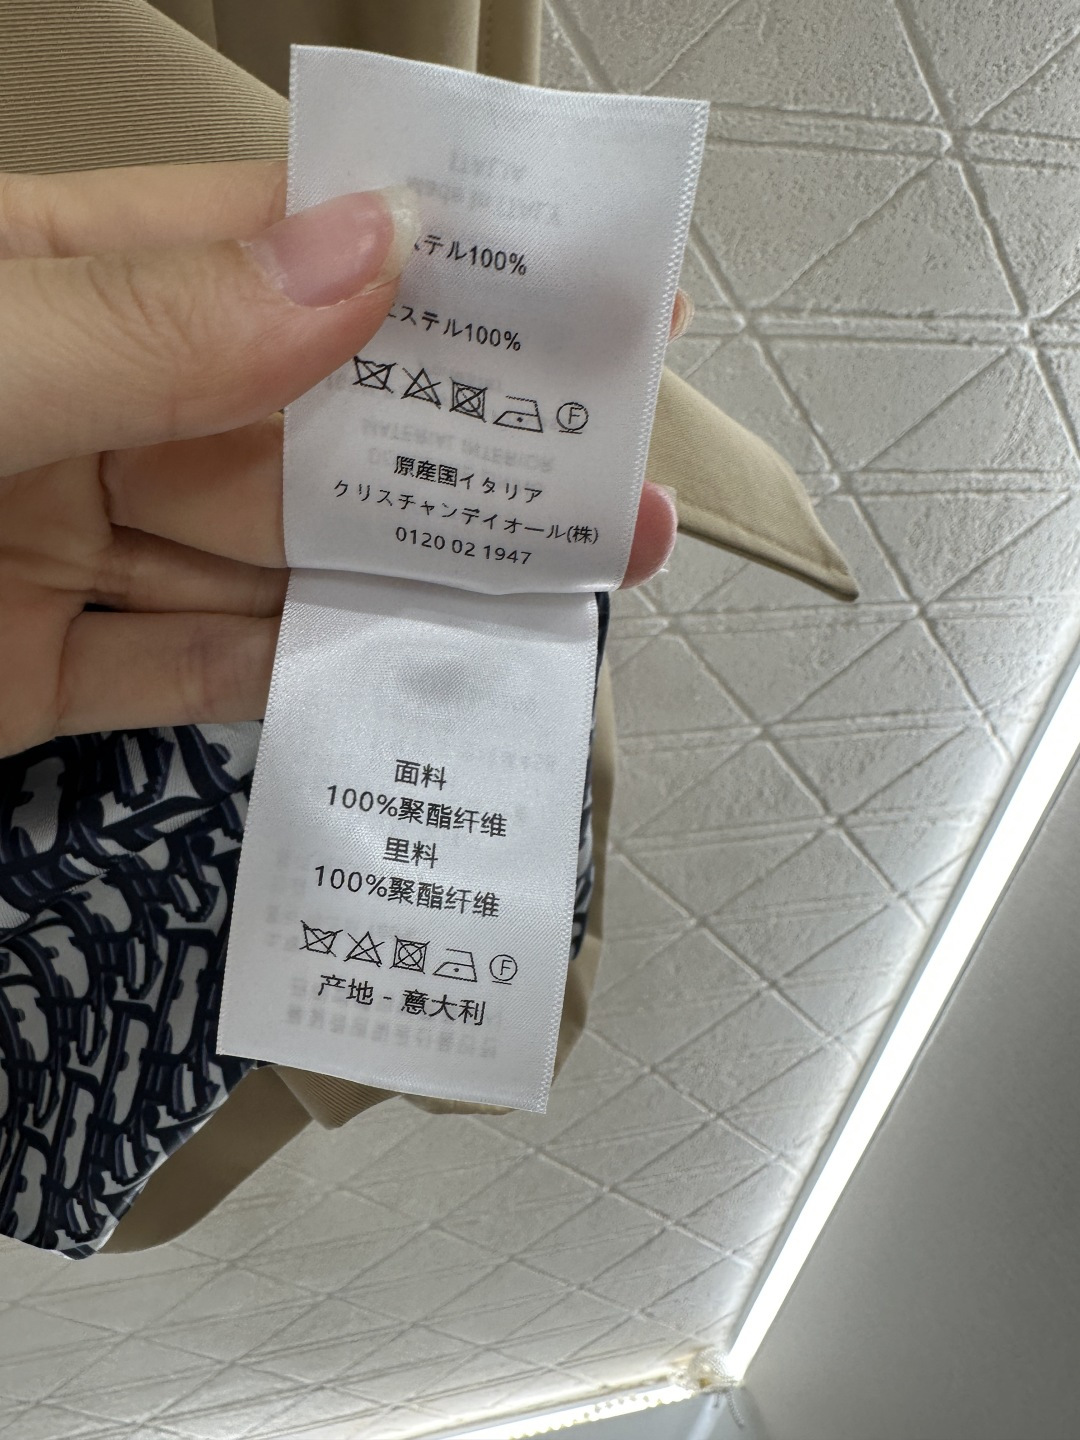 ステル100%
エステル100%
F
原産国イタリア
クリスチャンディオール(株)
0120 02 1947
面料
100%聚酯纤维
里料
100%聚酯纤维
F
产地 - 意大利